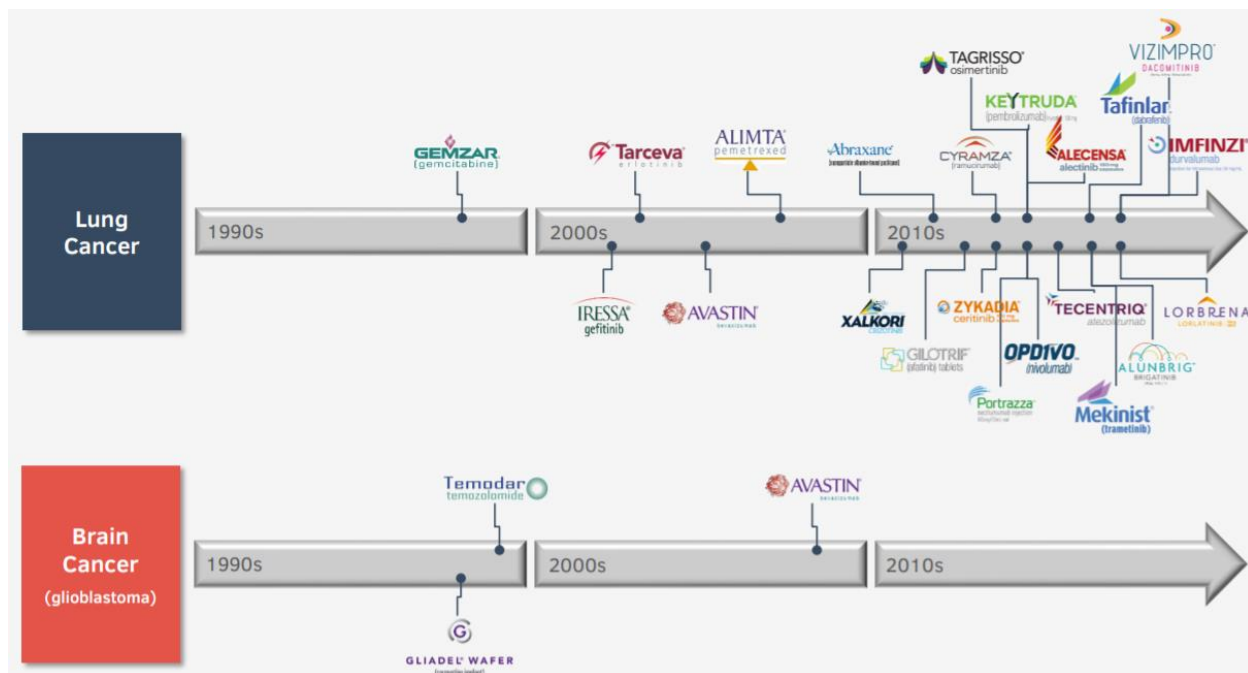 Lung
Cancer
1990s
2000s
2010s
GEMZAR®
(gemcitabine)
Tarceva®
erlotinib
ALIMTA®
pemetrexed
Abraxane®
CYRAMZA®
(ramucirumab)
TAGRISSO®
osimertinib
KEYTRUDA®
(pembrolizumab)
ALECENSA®
alectinib
Tafinlar®
(dabrafenib)
VIZIMPRO®
DACOMITINIB
IMFINZI®
durvalumab
IRESSA®
gefitinib
AVASTIN®
bevacizumab
XALKORI®
CRIZOTINIB
GILOTRIF®
(afatinib) tablets
ZYKADIA®
ceritinib
Portrazza®
OPDIVO
(nivolumab)
TECENTRIQ®
atezolizumab
Mekinist®
(trametinib)
ALUNBRIG®
BRIGATINIB
LORBRENA
LORLATINIB
Brain
Cancer
(glioblastoma)
1990s
2000s
2010s
Temodar
temozolomide
AVASTIN®
bevacizumab
G
GLIADEL® WAFER